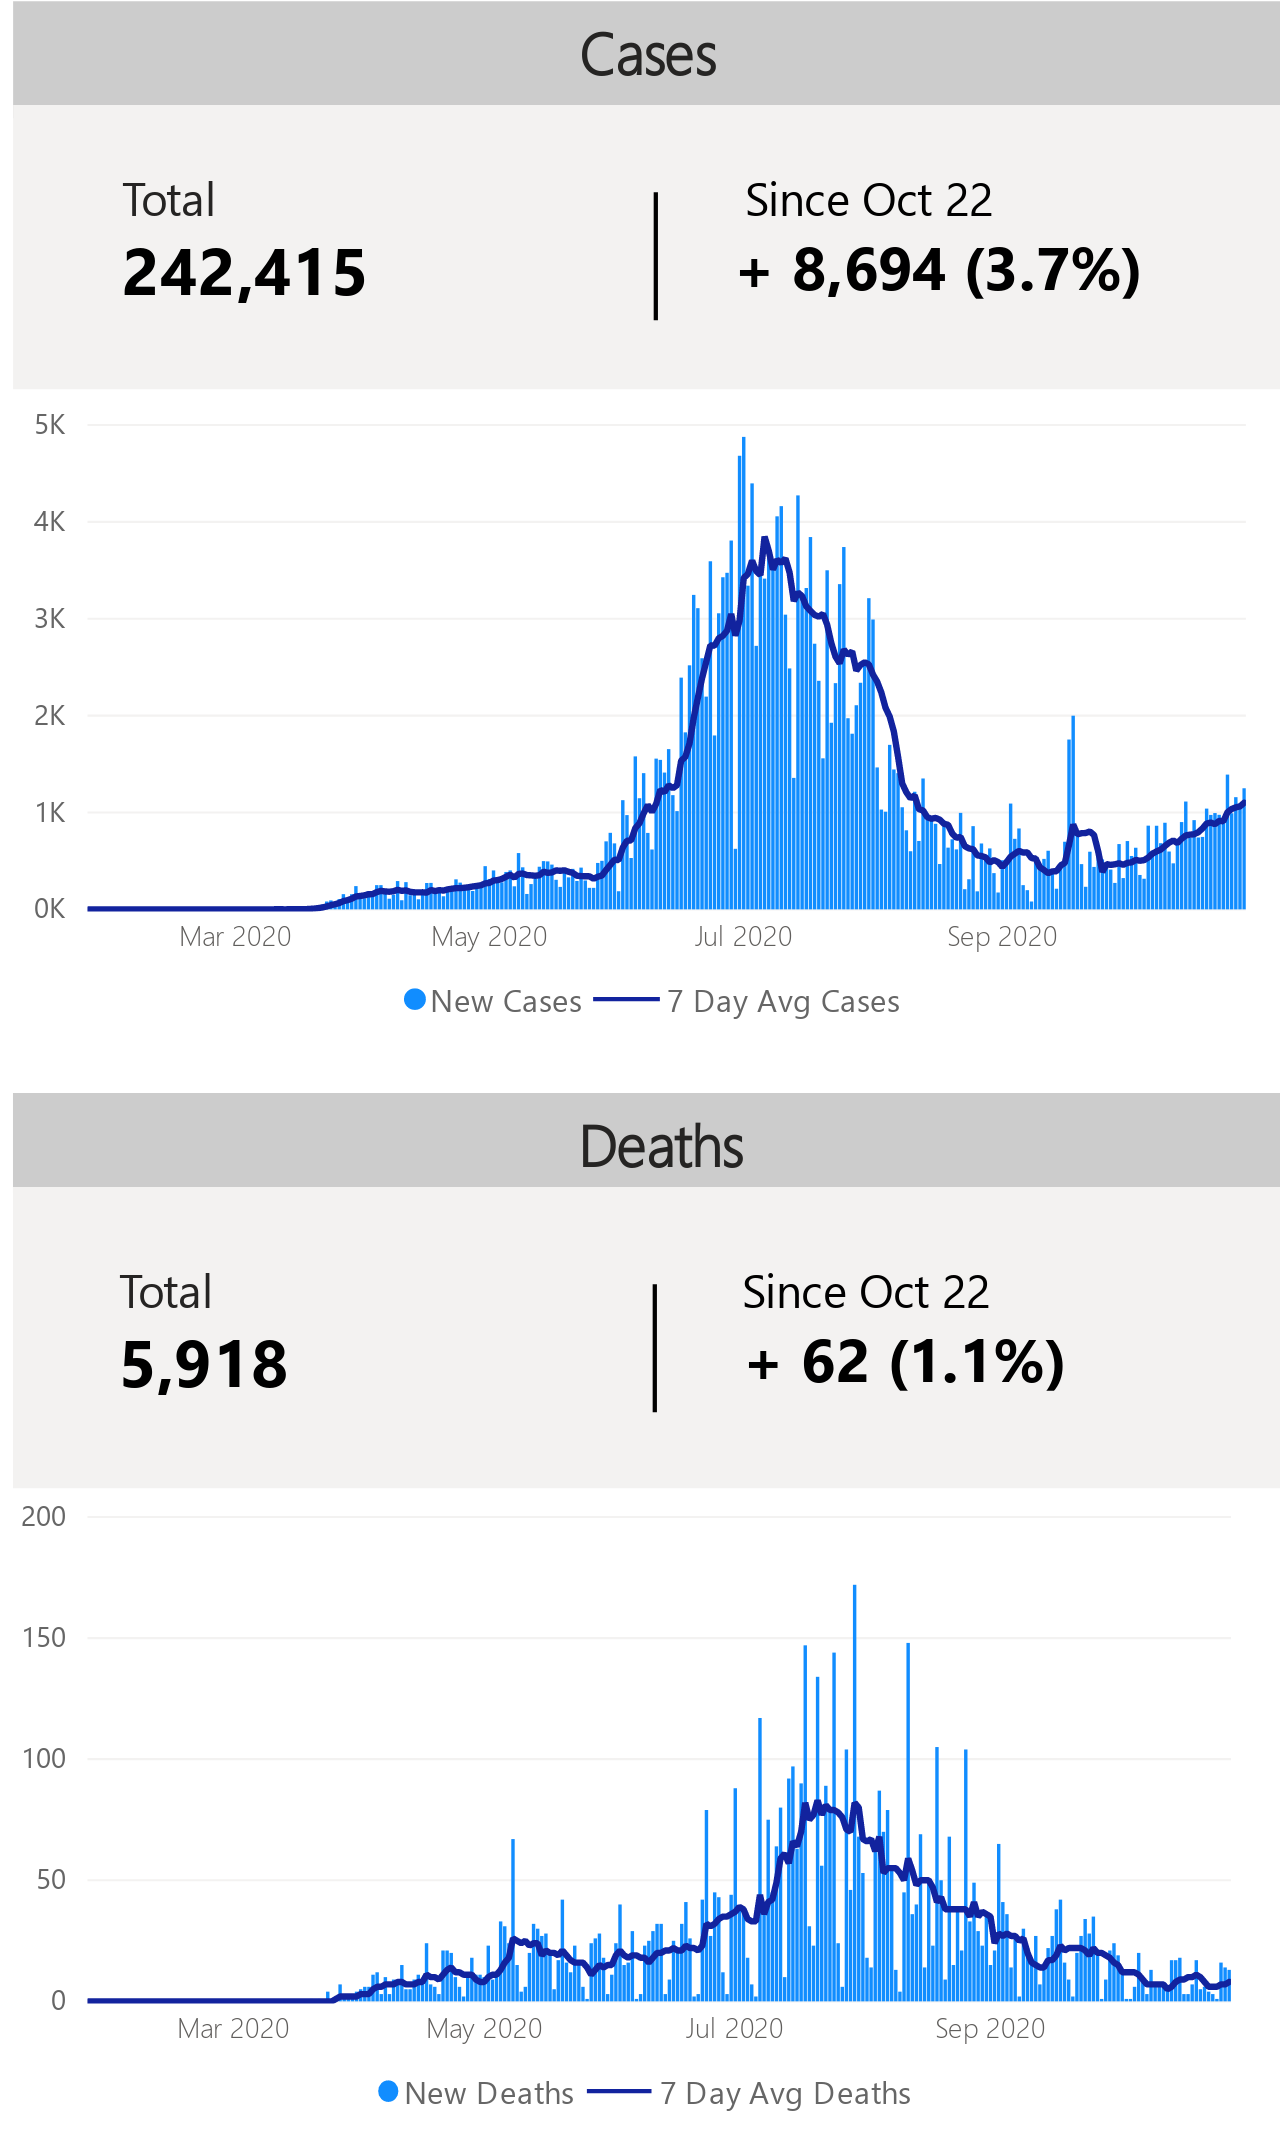 Cases
Total
Since Oct 22
242,415
+ 8,694 (3.7%)
5K
4K
3K
2K
1K
0K
Mar 2020 May 2020 Jul 2020 Sep 2020
New Cases 7 Day Avg Cases
Deaths
Total
Since Oct 22
5,918
+ 62 (1.1%)
200
150
100
50
0
Mar 2020 May 2020 Jul 2020 Sep 2020
New Deaths 7 Day Avg Deaths